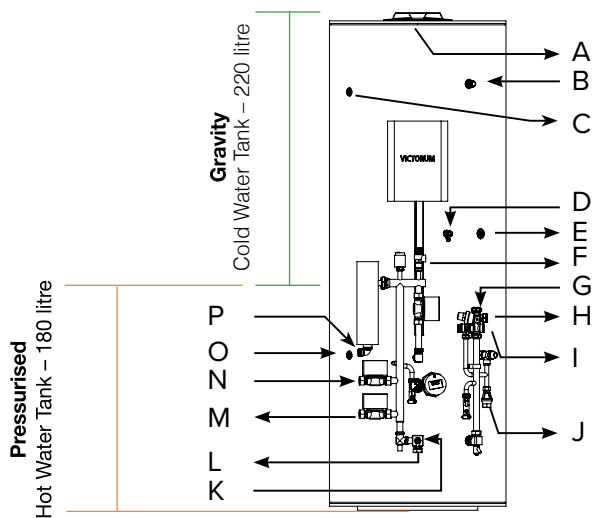 Gravity
Cold Water Tank – 220 litre
Pressurised
Hot Water Tank – 180 litre
VICTORUM
A
B
C
D
E
F
G
H
I
J
P
O
N
M
L
K